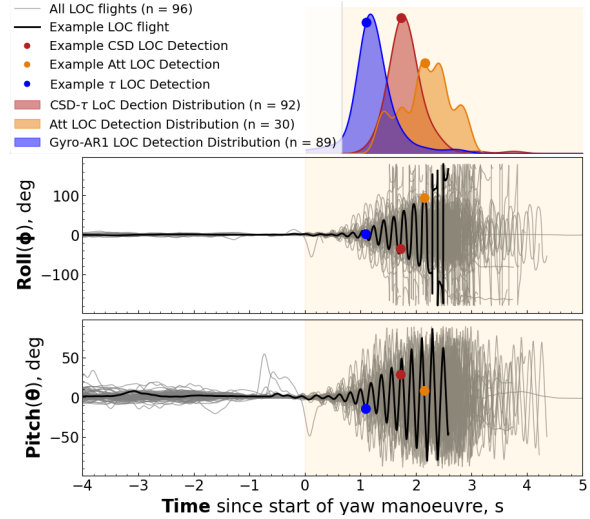 All LOC flights (n = 96)
Example LOC flight
Example CSD LOC Detection
Example Att LOC Detection
Example τ LOC Detection
CSD-τ LoC Dection Distribution (n = 92)
Att LOC Detection Distribution (n = 30)
Gyro-AR1 LOC Detection Distribution (n = 89)
Roll(ϕ), deg
100
0
−100
Pitch(θ), deg
50
0
−50
−4 −3 −2 −1 0 1 2 3 4 5
Time since start of yaw manoeuvre, s